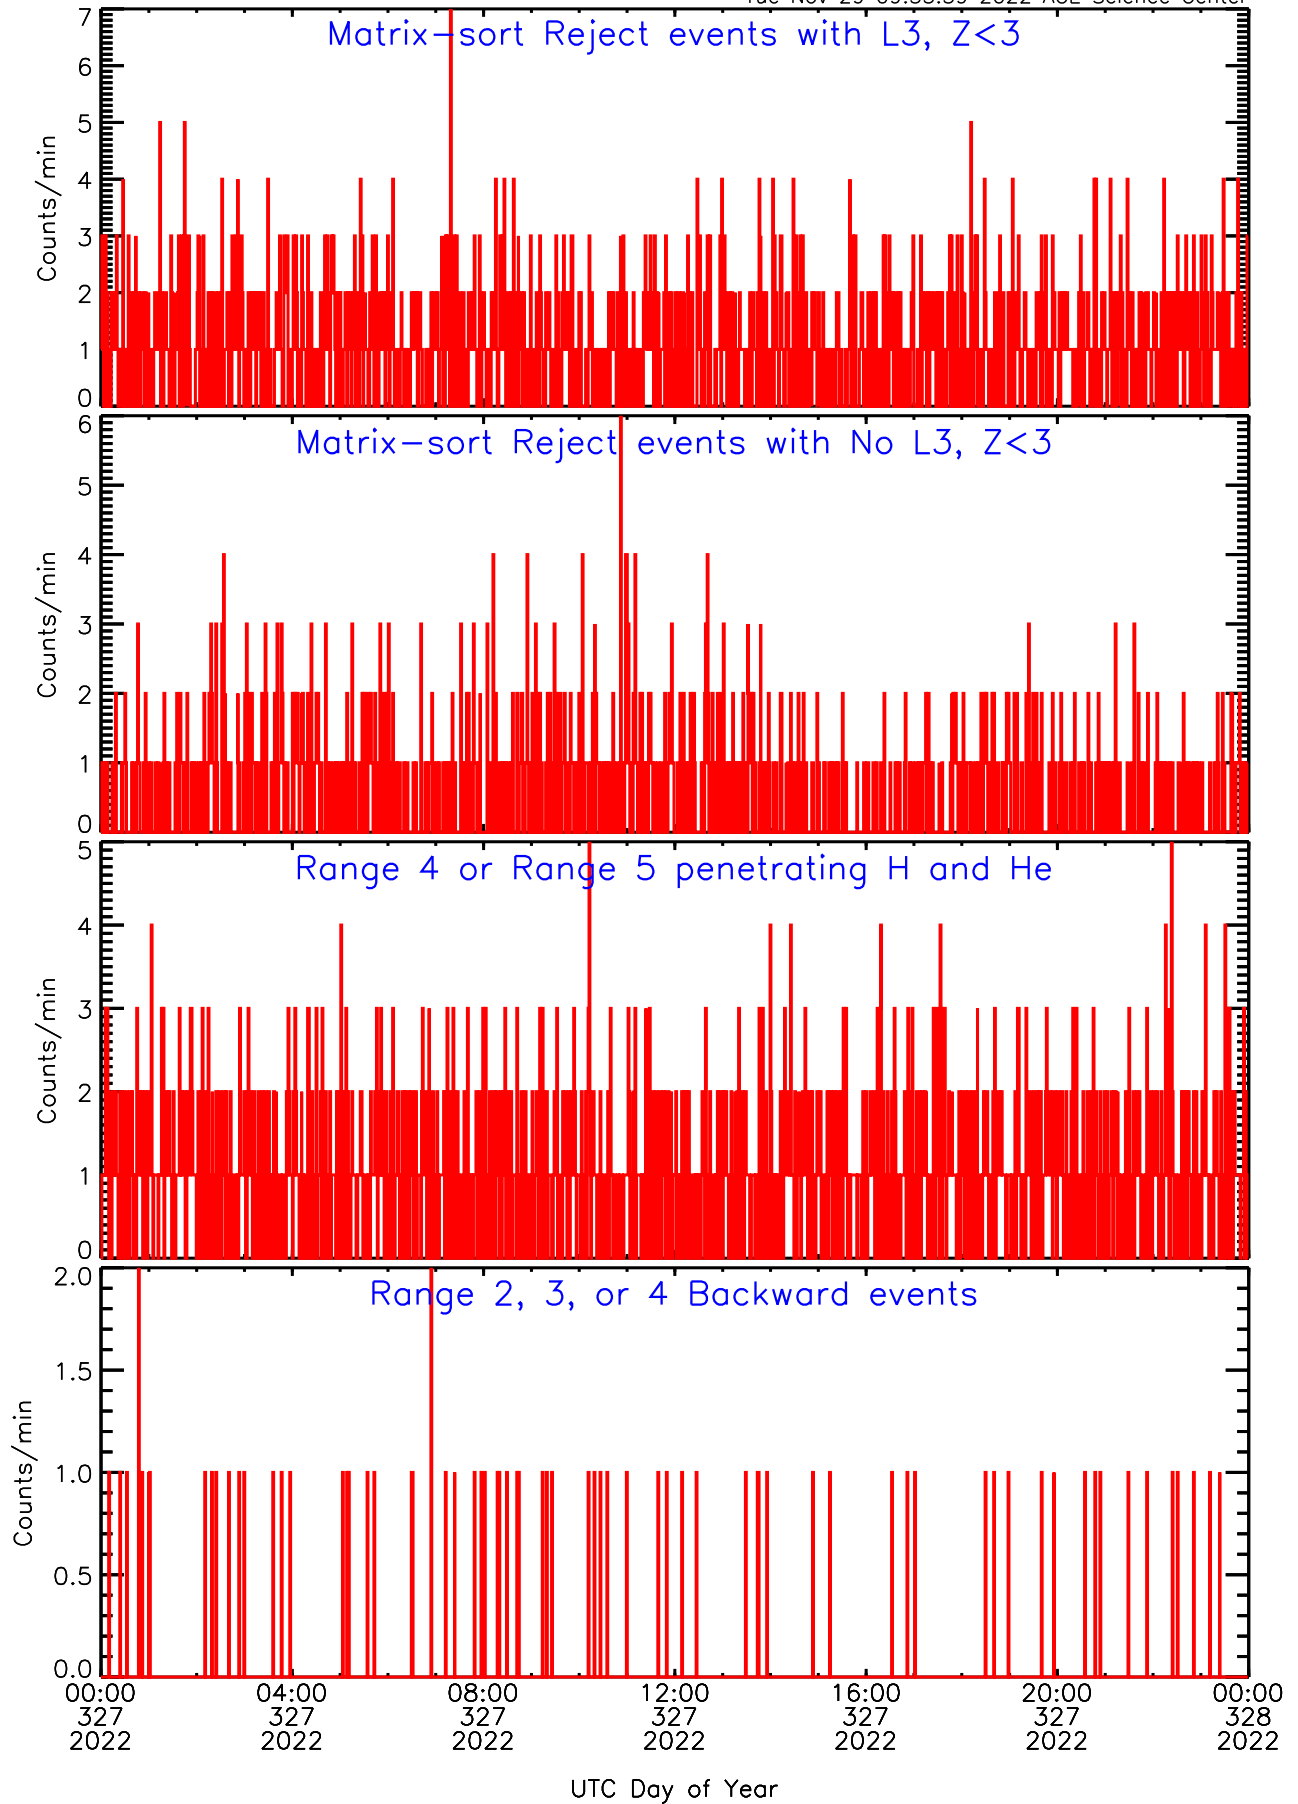 Matrix-sort Reject events with L3, Z<3
7
6
5
4
3
2
1
0
Counts/min
Matrix-sort Reject events with No L3, Z<3
6
5
4
3
2
1
0
Counts/min
Range 4 or Range 5 penetrating H and He
5
4
3
2
1
0
Counts/min
Range 2, 3, or 4 Backward events
2.0
1.5
1.0
0.5
0.0
Counts/min
00:00 04:00 08:00 12:00 16:00 20:00 00:00
327 327 327 327 327 327 328
2022 2022 2022 2022 2022 2022 2022
UTC Day of Year